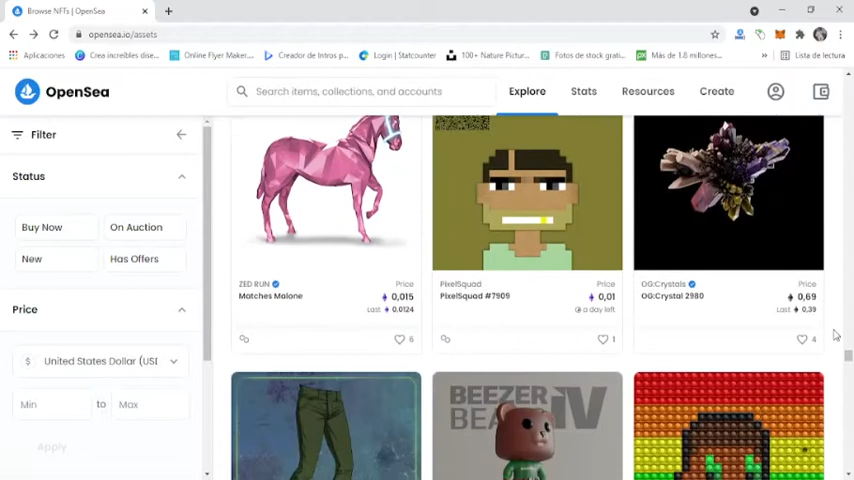 Browse NFTs | OpenSea
opensea.io/assets
Aplicaciones
Crea increíbles dise...
Online Flyer Maker,...
Creador de Intros p...
Login | Statcounter
100+ Nature Pictur...
Fotos de stock grati...
Más de 1.8 millones...
Lista de lectura
OpenSea
Search items, collections, and accounts
Explore
Stats
Resources
Create
Filter
Status
Buy Now
On Auction
New
Has Offers
Price
$ United States Dollar (USI
Min
to
Max
Apply
ZED RUN
Price
Matches Malone
0,015
Last 0.0124
6
PixelSquad
Price
PixelSquad #7909
0,01
a day left
1
OG:Crystals
Price
OG:Crystal 2980
0,69
Last 0,39
4
BEEZER
BEA
IV